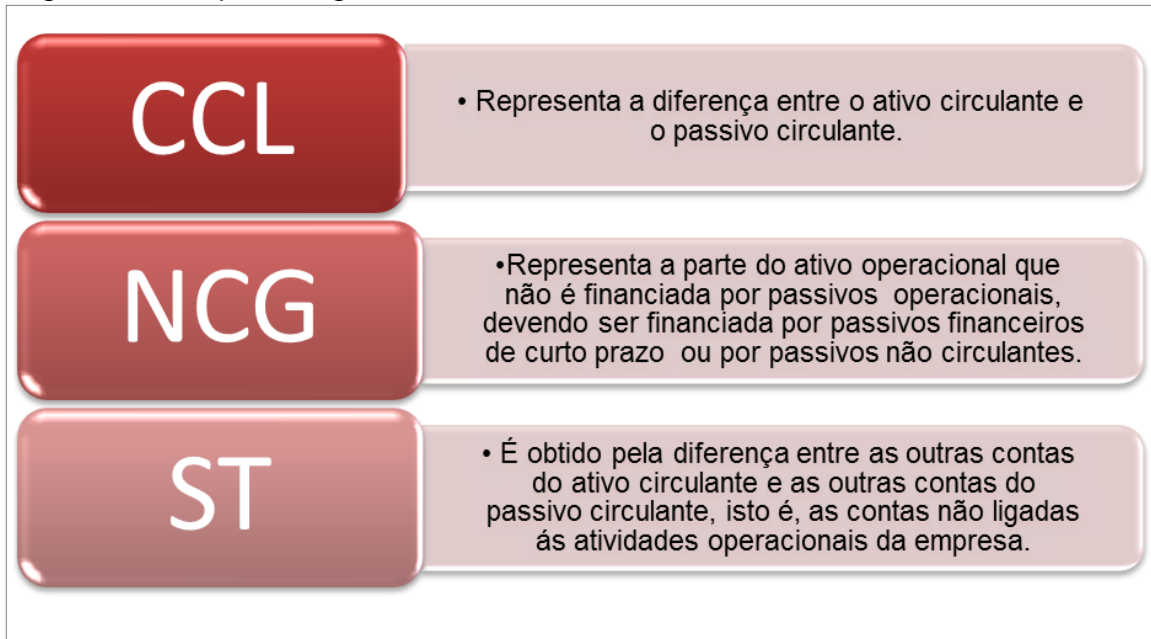 CCL
• Representa a diferença entre o ativo circulante e
o passivo circulante.
NCG
•Representa a parte do ativo operacional que
não é financiada por passivos operacionais,
devendo ser financiada por passivos financeiros
de curto prazo ou por passivos não circulantes.
ST
• É obtido pela diferença entre as outras contas
do ativo circulante e as outras contas do
passivo circulante, isto é, as contas não ligadas
ás atividades operacionais da empresa.